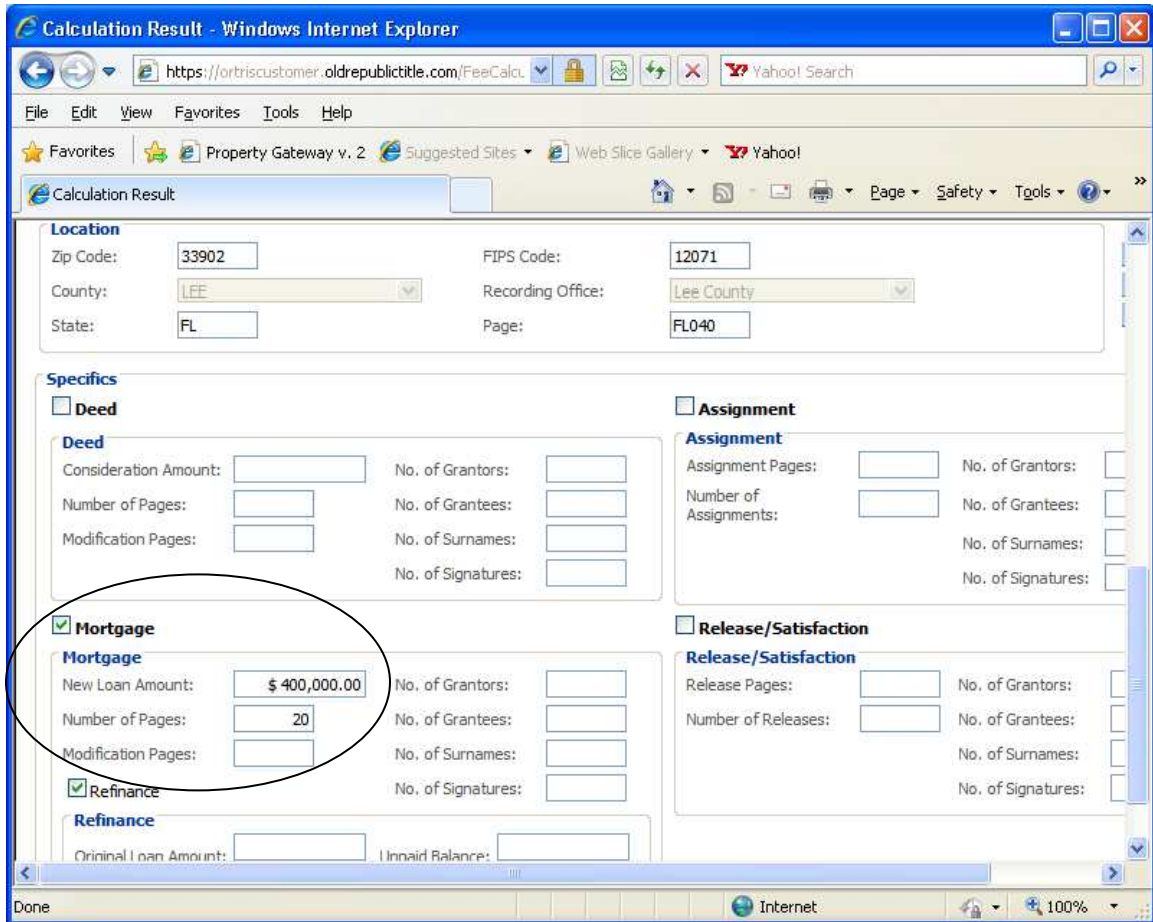 Calculation Result - Windows Internet Explorer
https://ortriscustomer.oldrepublictitle.com/FeeCalcu
Yahoo! Search
File Edit View Favorites Tools Help
Favorites Property Gateway v. 2 Suggested Sites Web Slice Gallery Yahoo!
Calculation Result Page Safety Tools »
Location
Zip Code: 33902 FIPS Code: 12071
County: LEE Recording Office: Lee County
State: FL Page: FL040
Specifics
Deed Assignment
Deed Assignment
Consideration Amount: No. of Grantors: Assignment Pages: No. of Grantors:
Number of Pages: No. of Grantees: Number of Assignments: No. of Grantees:
Modification Pages: No. of Surnames: No. of Surnames:
No. of Signatures: No. of Signatures:
Mortgage Release/Satisfaction
Mortgage Release/Satisfaction
New Loan Amount: $ 400,000.00 No. of Grantors: Release Pages: No. of Grantors:
Number of Pages: 20 No. of Grantees: Number of Releases: No. of Grantees:
Modification Pages: No. of Surnames: No. of Surnames:
Refinance No. of Signatures: No. of Signatures:
Refinance
Original Loan Amount: Unpaid Balance:
Done Internet 100%